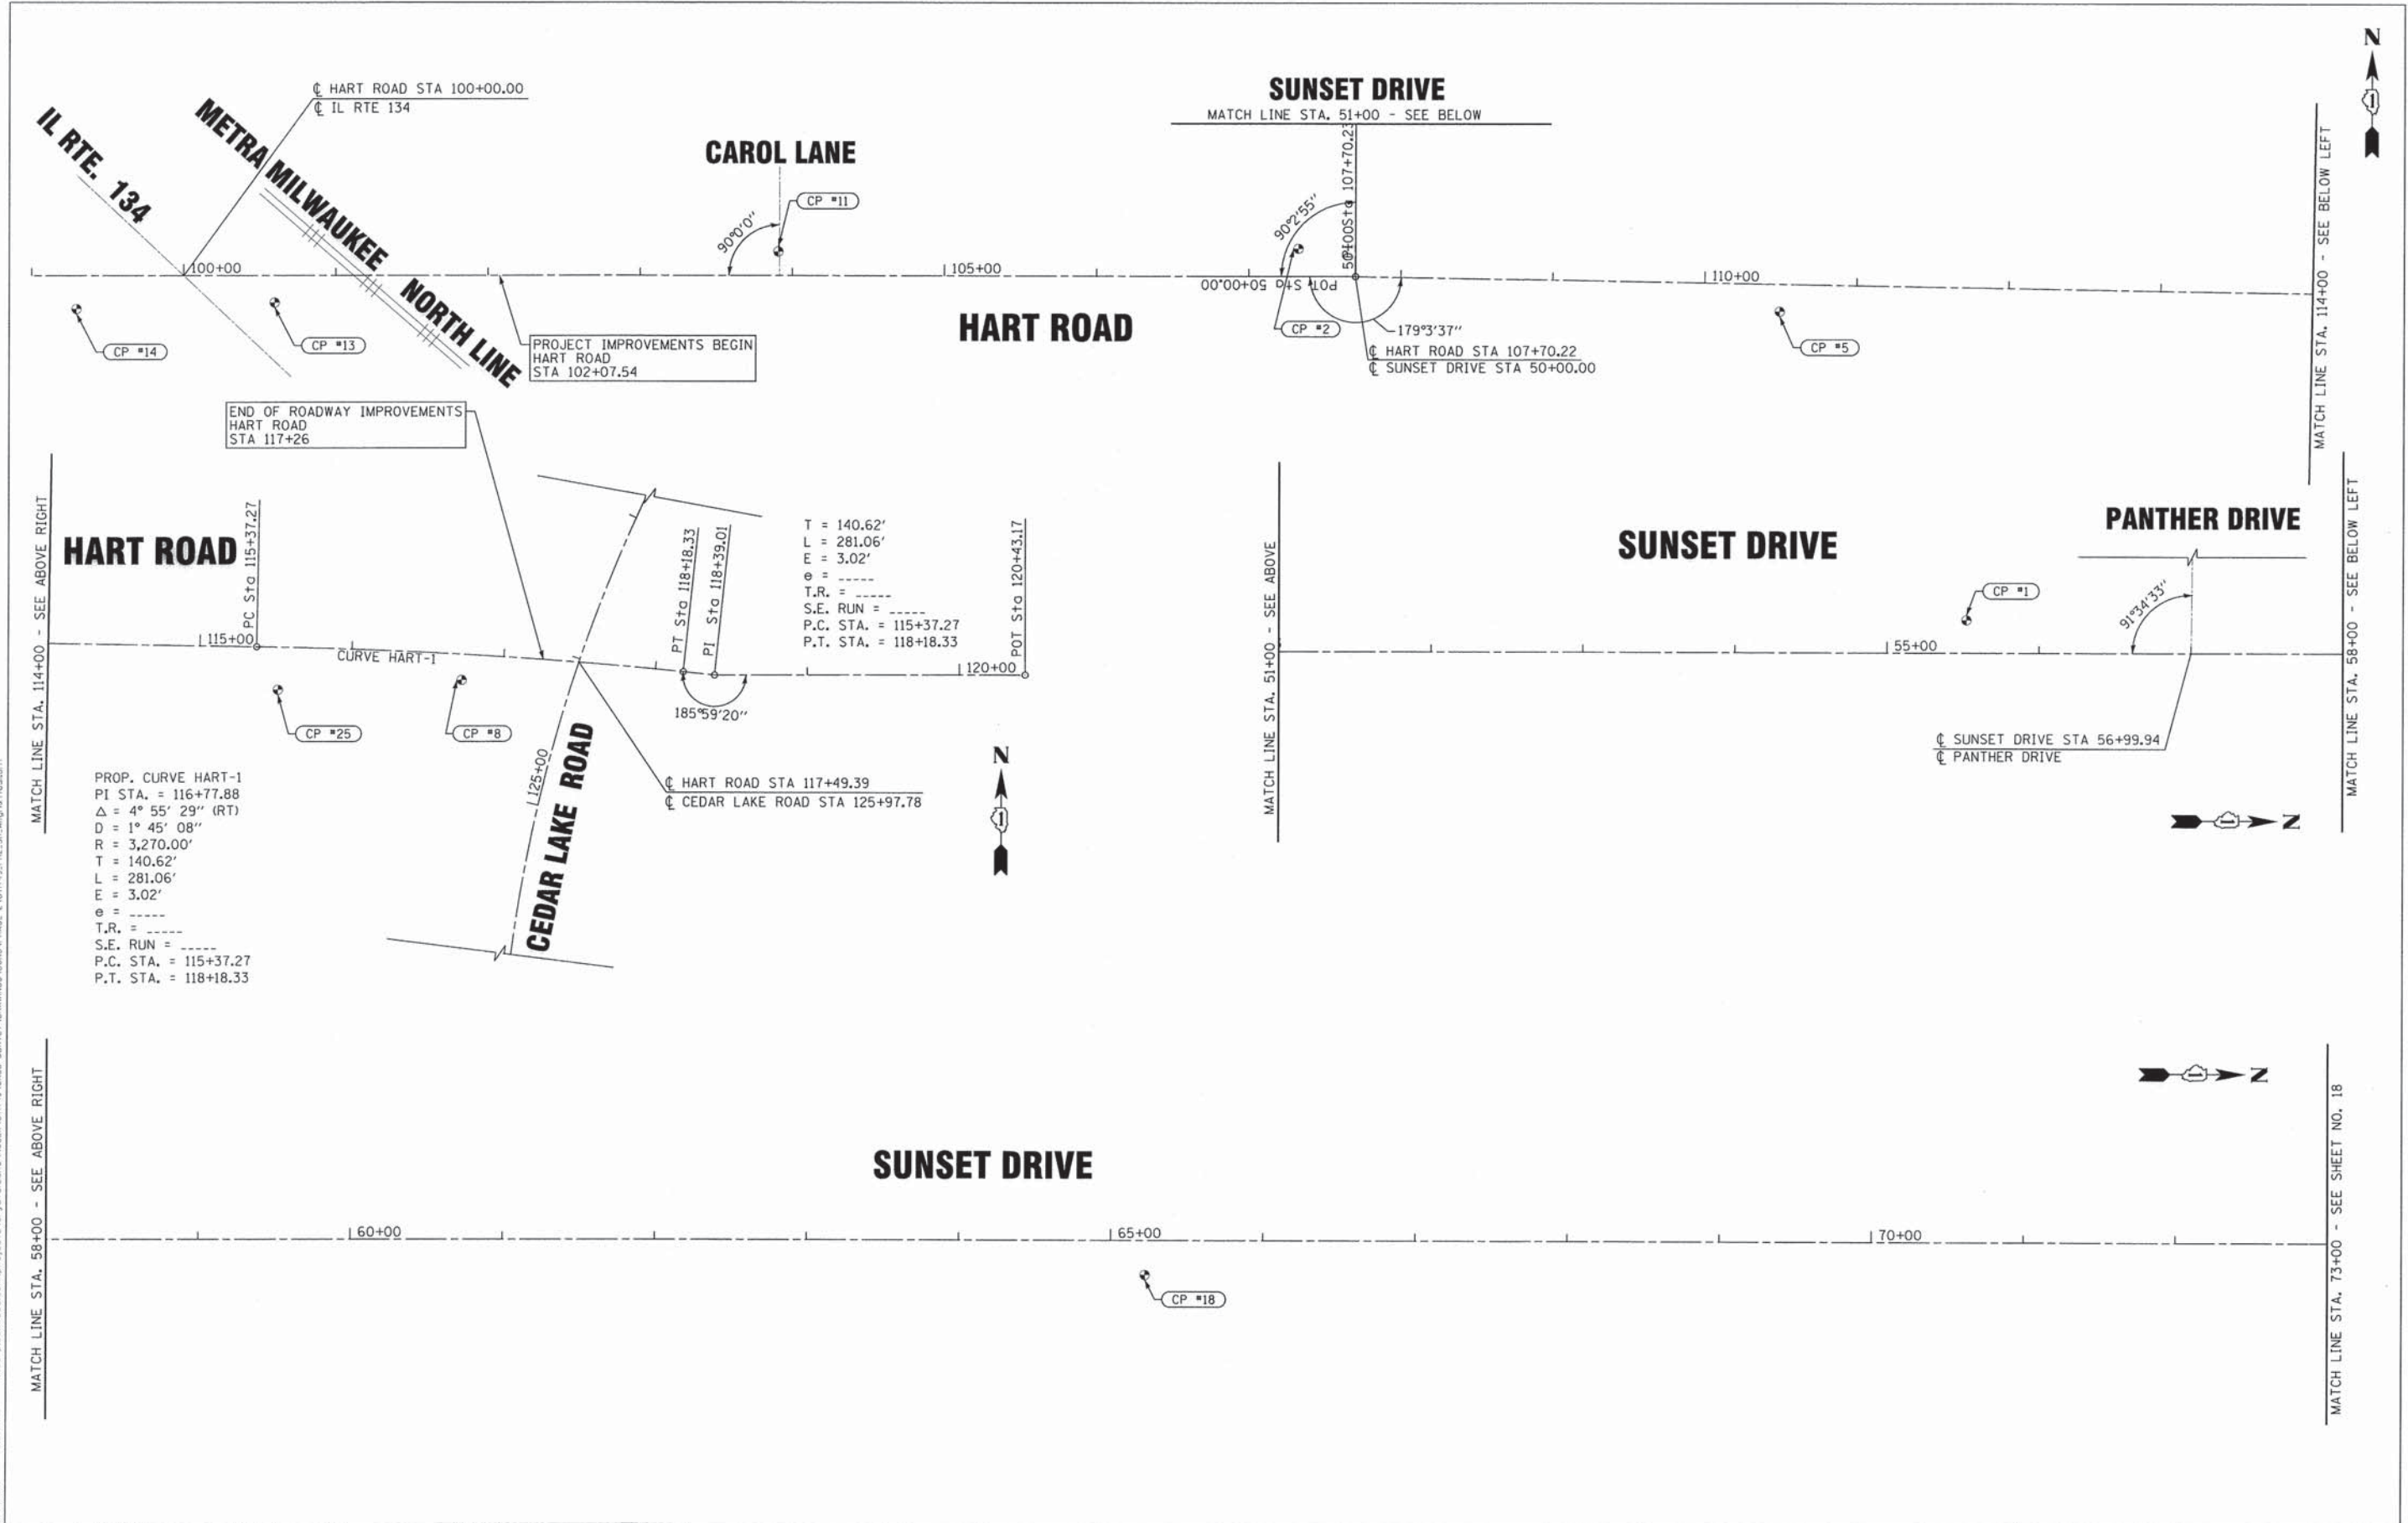 ℄ HART ROAD STA 100+00.00
℄ IL RTE 134
IL RTE. 134
METRA MILWAUKEE NORTH LINE
CAROL LANE
CP #11
90°0'0"
SUNSET DRIVE
MATCH LINE STA. 51+00 - SEE BELOW
Sta 107+70.23
50+00
90°2'55"
POT Sta 50+00.00
N
1
MATCH LINE STA. 114+00 - SEE BELOW LEFT
100+00
105+00
110+00
CP #14
CP #13
PROJECT IMPROVEMENTS BEGIN
HART ROAD
STA 102+07.54
HART ROAD
CP #2
179°3'37"
℄ HART ROAD STA 107+70.22
℄ SUNSET DRIVE STA 50+00.00
CP #5
END OF ROADWAY IMPROVEMENTS
HART ROAD
STA 117+26
MATCH LINE STA. 114+00 - SEE ABOVE RIGHT
HART ROAD
PC Sta 115+37.27
115+00
CURVE HART-1
PT Sta 118+18.33
PI Sta 118+39.01
T = 140.62'
L = 281.06'
E = 3.02'
e = -----
T.R. = -----
S.E. RUN = -----
P.C. STA. = 115+37.27
P.T. STA. = 118+18.33
POT Sta 120+43.17
120+00
185°59'20"
CP #25
CP #8
125+00
CEDAR LAKE ROAD
℄ HART ROAD STA 117+49.39
℄ CEDAR LAKE ROAD STA 125+97.78
N
1
PROP. CURVE HART-1
PI STA. = 116+77.88
Δ = 4° 55' 29" (RT)
D = 1° 45' 08"
R = 3,270.00'
T = 140.62'
L = 281.06'
E = 3.02'
e = -----
T.R. = -----
S.E. RUN = -----
P.C. STA. = 115+37.27
P.T. STA. = 118+18.33
MATCH LINE STA. 51+00 - SEE ABOVE
SUNSET DRIVE
PANTHER DRIVE
CP #1
91°34'33"
55+00
℄ SUNSET DRIVE STA 56+99.94
℄ PANTHER DRIVE
1 N
MATCH LINE STA. 58+00 - SEE BELOW LEFT
MATCH LINE STA. 58+00 - SEE ABOVE RIGHT
SUNSET DRIVE
1 N
60+00
65+00
70+00
CP #18
MATCH LINE STA. 73+00 - SEE SHEET NO. 18